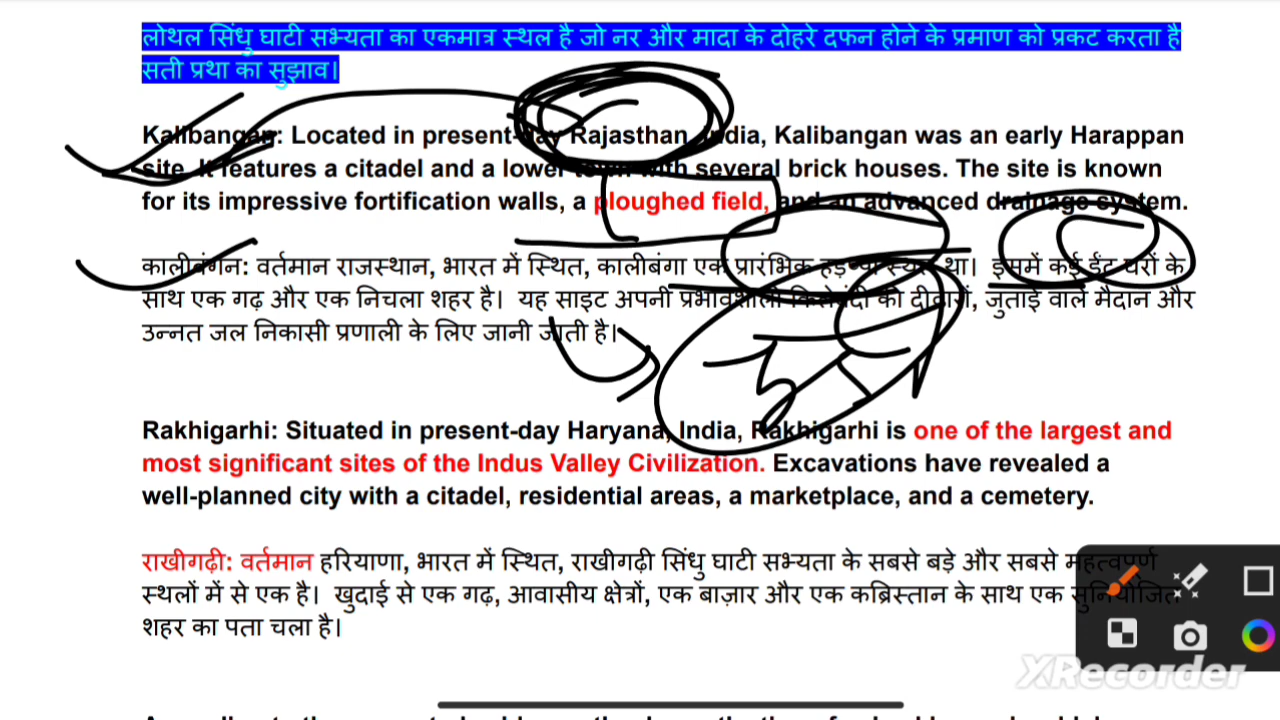 लोथल सिंधु घाटी सभ्यता का एकमात्र स्थल है जो नर और मादा के दोहरे दफन होने के प्रमाण को प्रकट करता है
सती प्रथा का सुझाव।
Kalibangan: Located in present-day Rajasthan, India, Kalibangan was an early Harappan
site. It features a citadel and a lower town with several brick houses. The site is known
for its impressive fortification walls, a ploughed field, and an advanced drainage system.
कालीबंगन: वर्तमान राजस्थान, भारत में स्थित, कालीबंगा एक प्रारंभिक हड़प्पा स्थल था। इसमें कई ईंट घरों के
साथ एक गढ़ और एक निचला शहर है। यह साइट अपनी प्रभावशाली किलेबंदी की दीवारों, जुताई वाले मैदान और
उन्नत जल निकासी प्रणाली के लिए जानी जाती है।
Rakhigarhi: Situated in present-day Haryana, India, Rakhigarhi is one of the largest and
most significant sites of the Indus Valley Civilization. Excavations have revealed a
well-planned city with a citadel, residential areas, a marketplace, and a cemetery.
राखीगढ़ी: वर्तमान हरियाणा, भारत में स्थित, राखीगढ़ी सिंधु घाटी सभ्यता के सबसे बड़े और सबसे महत्वपूर्ण
स्थलों में से एक है। खुदाई से एक गढ़, आवासीय क्षेत्रों, एक बाज़ार और एक कब्रिस्तान के साथ एक सुनियोजित
शहर का पता चला है।
XRecorder